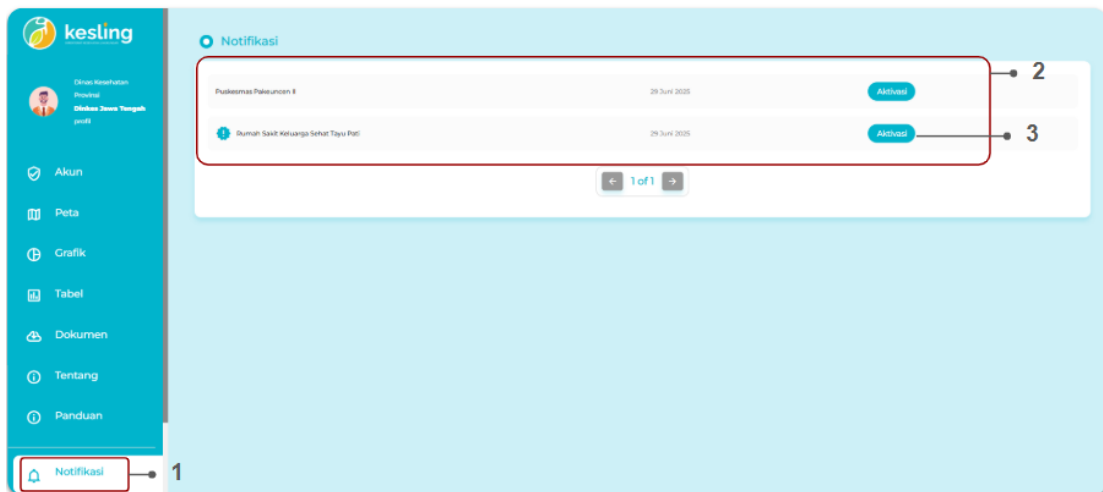 kesling
Dinas Kesehatan
Provinsi
Dinkes Jawa Tengah
profil
Akun
Peta
Grafik
Tabel
Dokumen
Tentang
Panduan
Notifikasi
1
Notifikasi
2
Puskesmas Pakeuncen II 29 Juni 2025 Aktivasi
Rumah Sakit Keluarga Sehat Tayu Pati 29 Juni 2025 Aktivasi
3
1 of 1